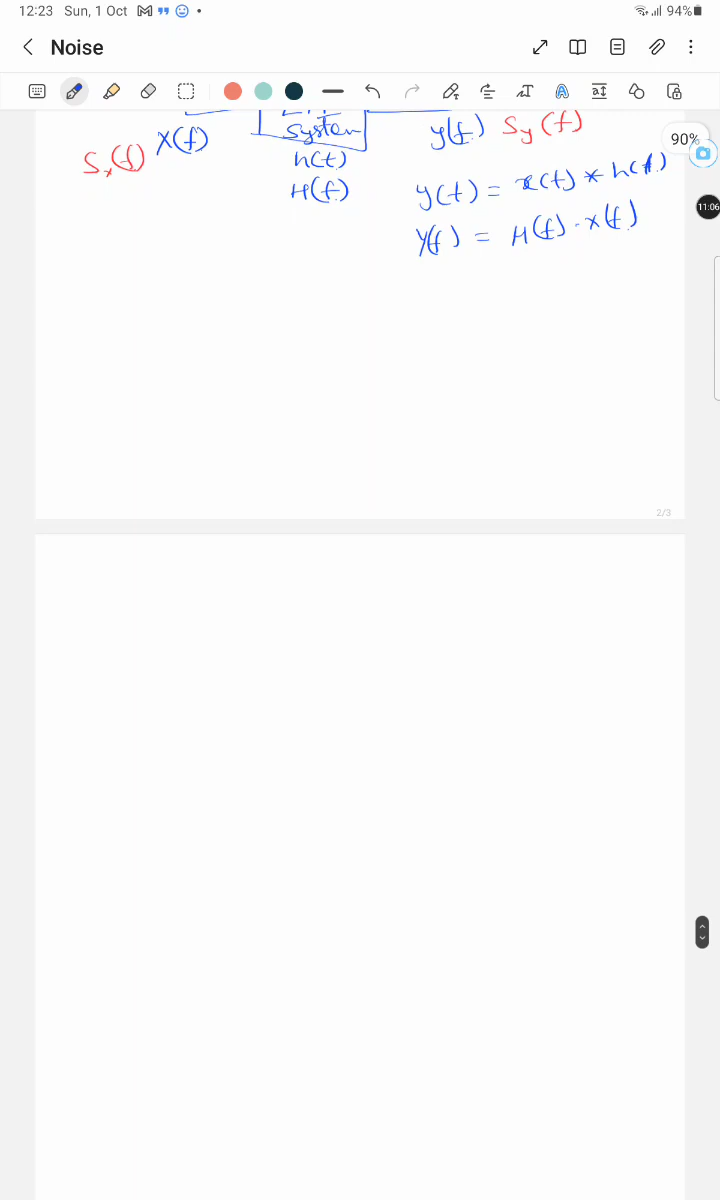 12:23 Sun, 1 Oct
94%
Noise
90%
11:06
System
X(f)
Sx(f)
y(f) Sy(f)
h(t)
H(f)
y(t) = x(t) * h(t)
Y(f) = H(f) . X(f)
2/3